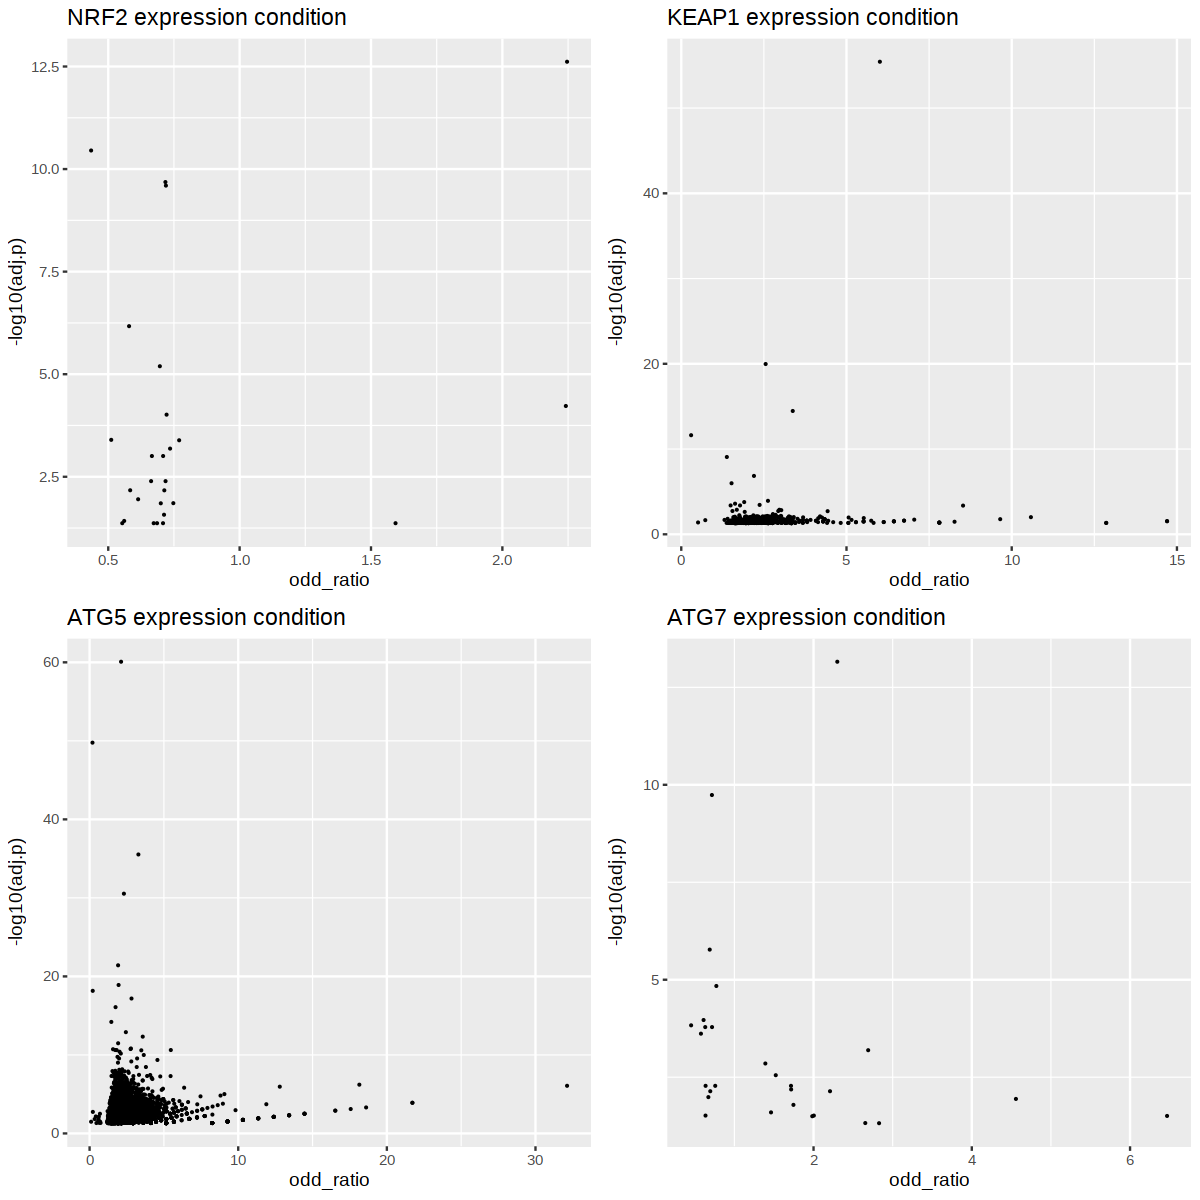 NRF2 expression condition
-log10(adj.p)
12.5
10.0
7.5
5.0
2.5
0.5
1.0
1.5
2.0
odd_ratio
KEAP1 expression condition
-log10(adj.p)
40
20
0
0
5
10
15
odd_ratio
ATG5 expression condition
-log10(adj.p)
60
40
20
0
0
10
20
30
odd_ratio
ATG7 expression condition
-log10(adj.p)
10
5
2
4
6
odd_ratio